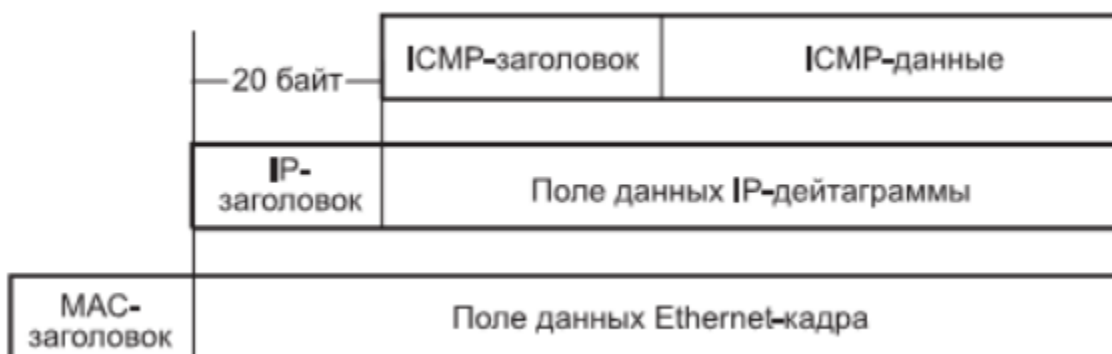 ICMP-заголовок
ICMP-данные
20 байт
IP-
заголовок
Поле данных IP-дейтаграммы
MAC-
заголовок
Поле данных Ethernet-кадра